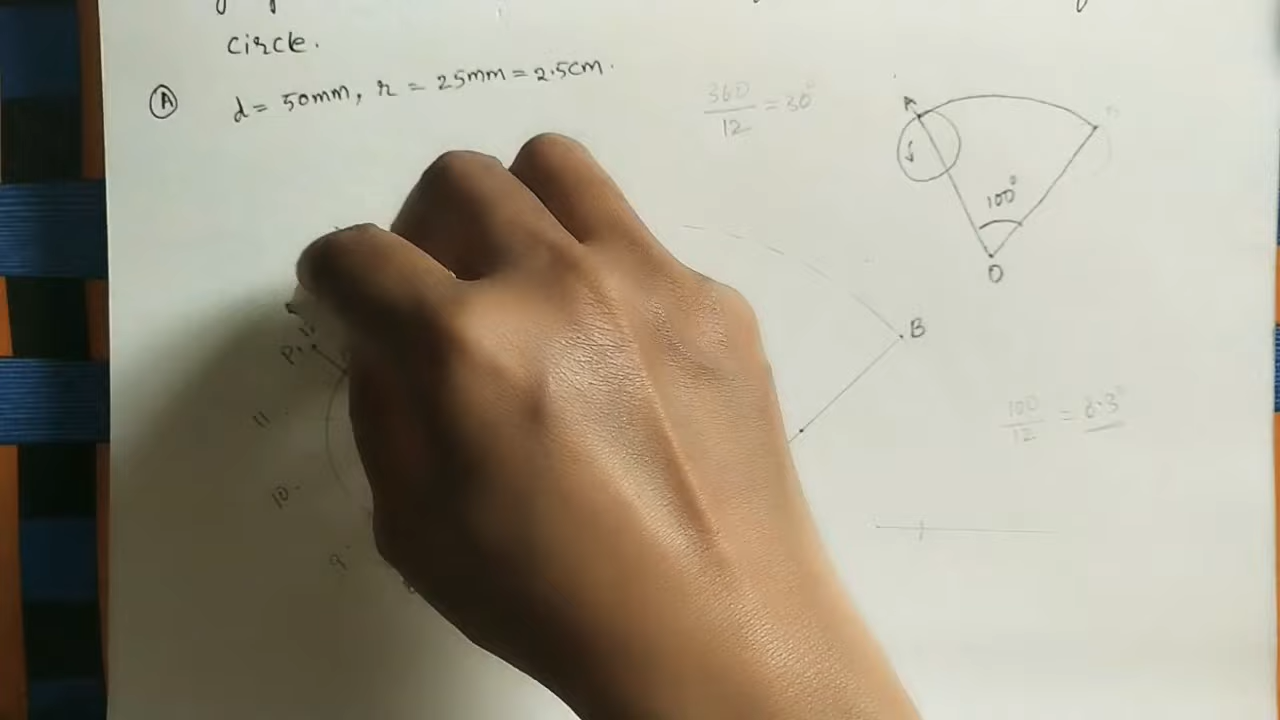 circle.
A d = 50mm, r = 25mm = 2.5cm.
360/12 = 30°
A
100°
O
B
P
11
10
9
100/12 = 8.3°